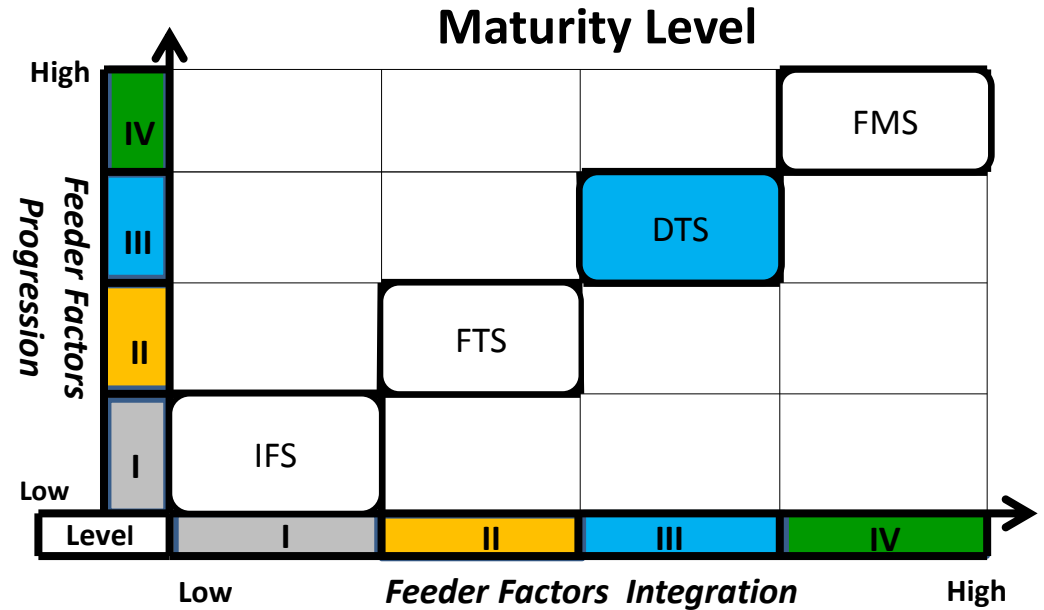 Maturity Level
High
IV
FMS
Feeder Factors
Progression
III
DTS
II
FTS
I
IFS
Low
Level
I
II
III
IV
Low
Feeder Factors Integration
High